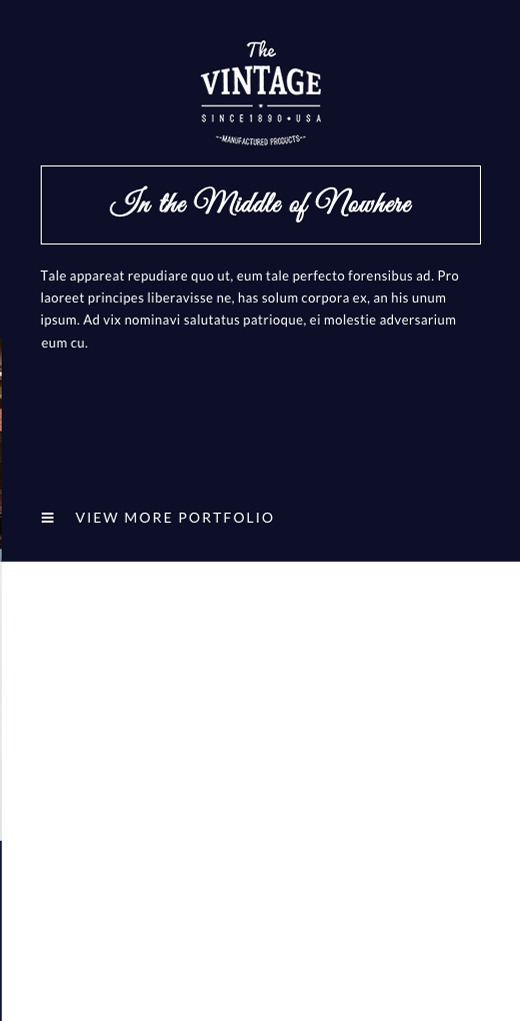 The
VINTAGE
SINCE1890•USA
~~MANUFACTURED PRODUCTS~~
In the Middle of Nowhere
Tale appareat repudiare quo ut, eum tale perfecto forensibus ad. Pro
laoreet principes liberavisse ne, has solum corpora ex, an his unum
ipsum. Ad vix nominavi salutatus patrioque, ei molestie adversarium
eum cu.
VIEW MORE PORTFOLIO